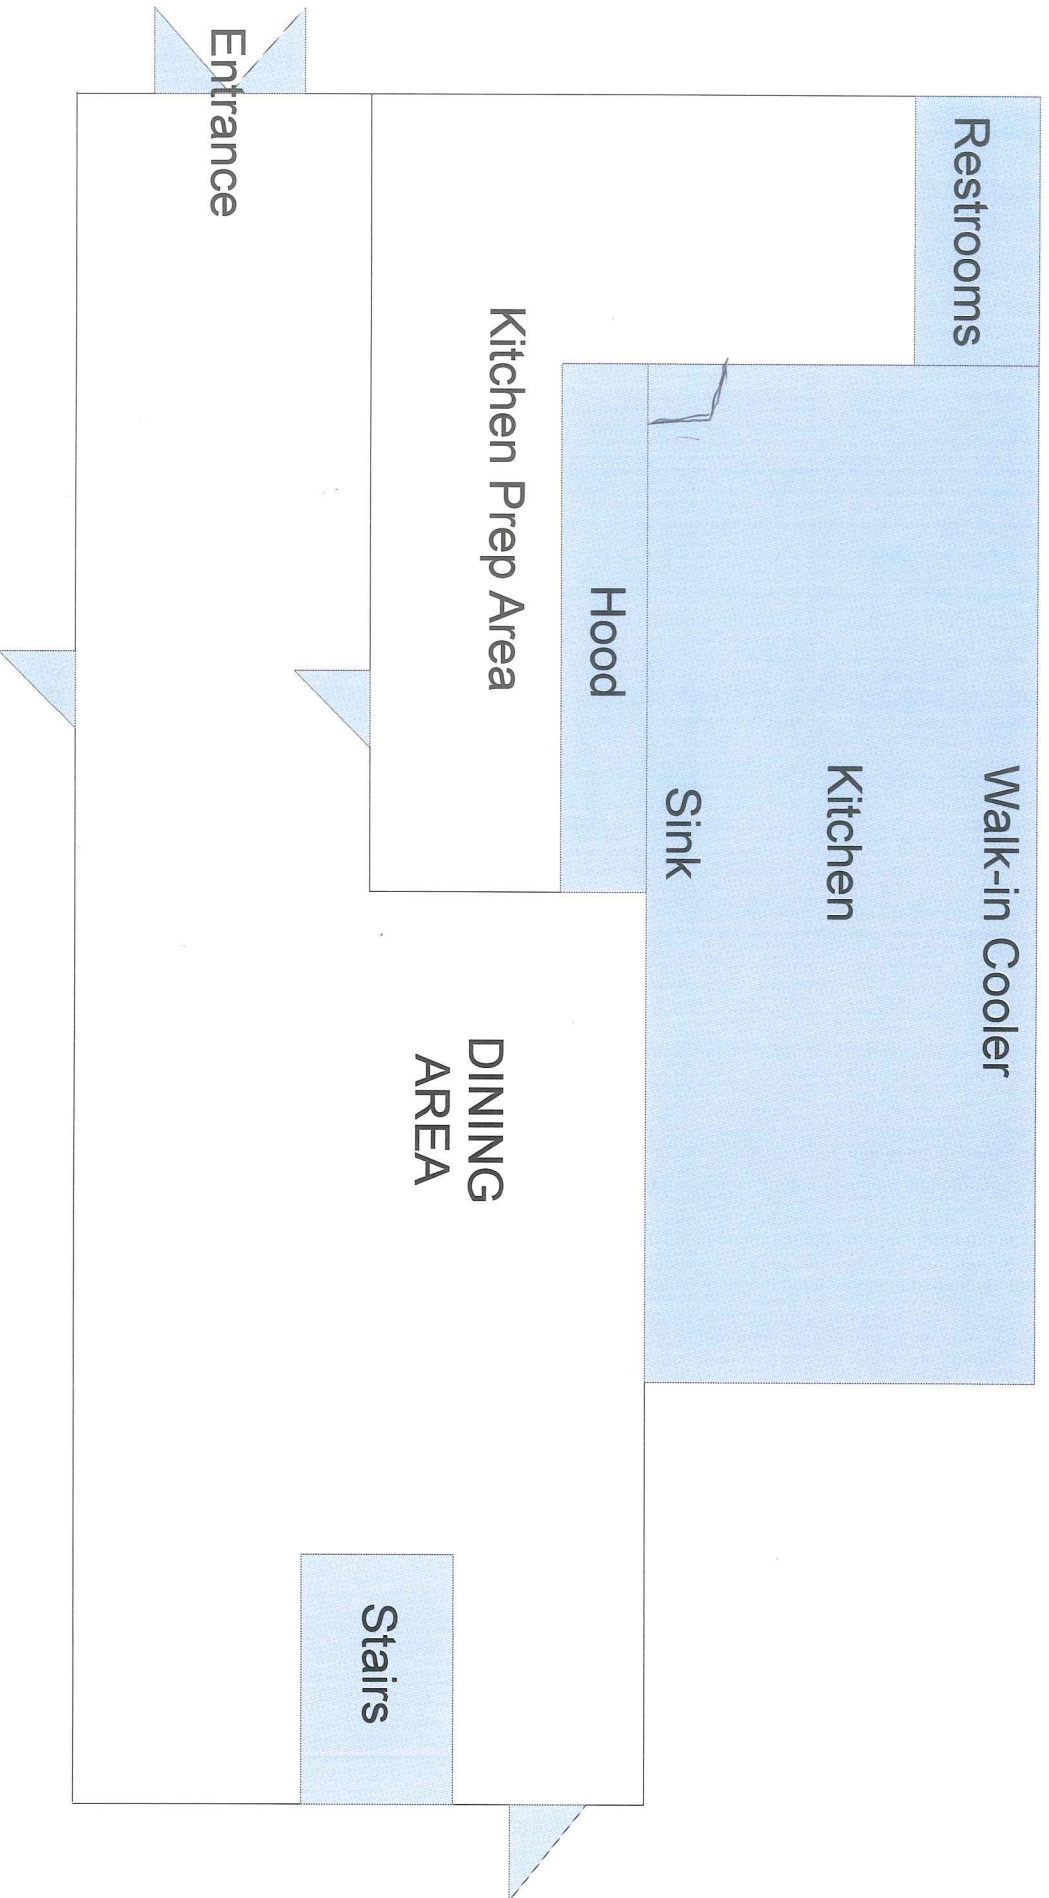 Restrooms
Walk-in Cooler
Kitchen
Sink
Hood
Kitchen Prep Area
DINING
AREA
Stairs
Entrance